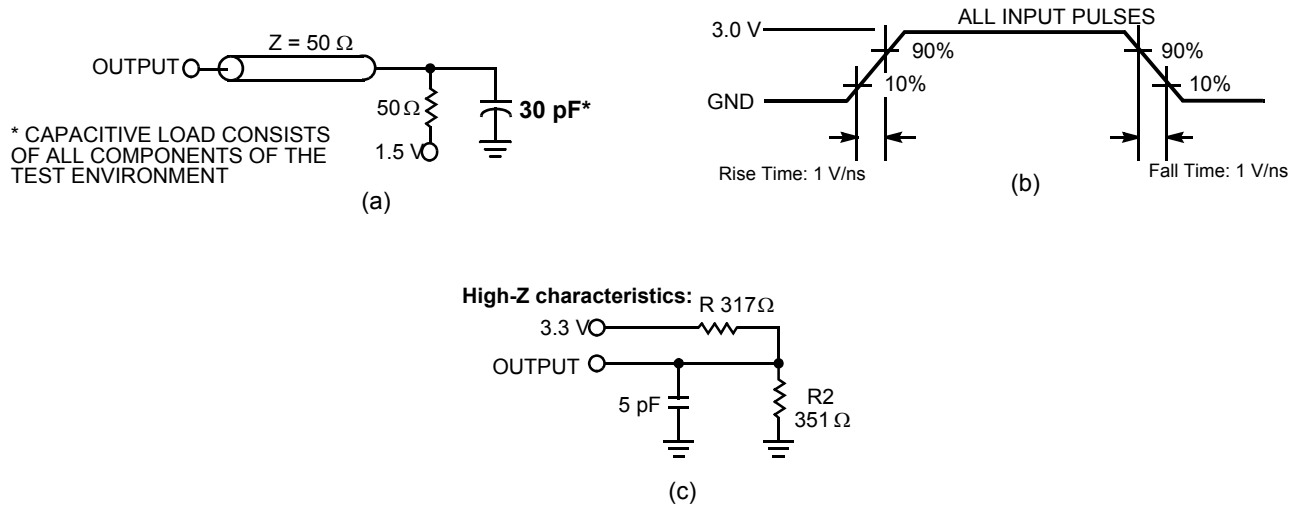 Z = 50 Ω
OUTPUT
50 Ω
30 pF*
1.5 V
* CAPACITIVE LOAD CONSISTS
OF ALL COMPONENTS OF THE
TEST ENVIRONMENT
(a)
ALL INPUT PULSES
3.0 V
90%
90%
10%
10%
GND
Rise Time: 1 V/ns
Fall Time: 1 V/ns
(b)
High-Z characteristics:
R 317Ω
3.3 V
OUTPUT
5 pF
R2
351 Ω
(c)